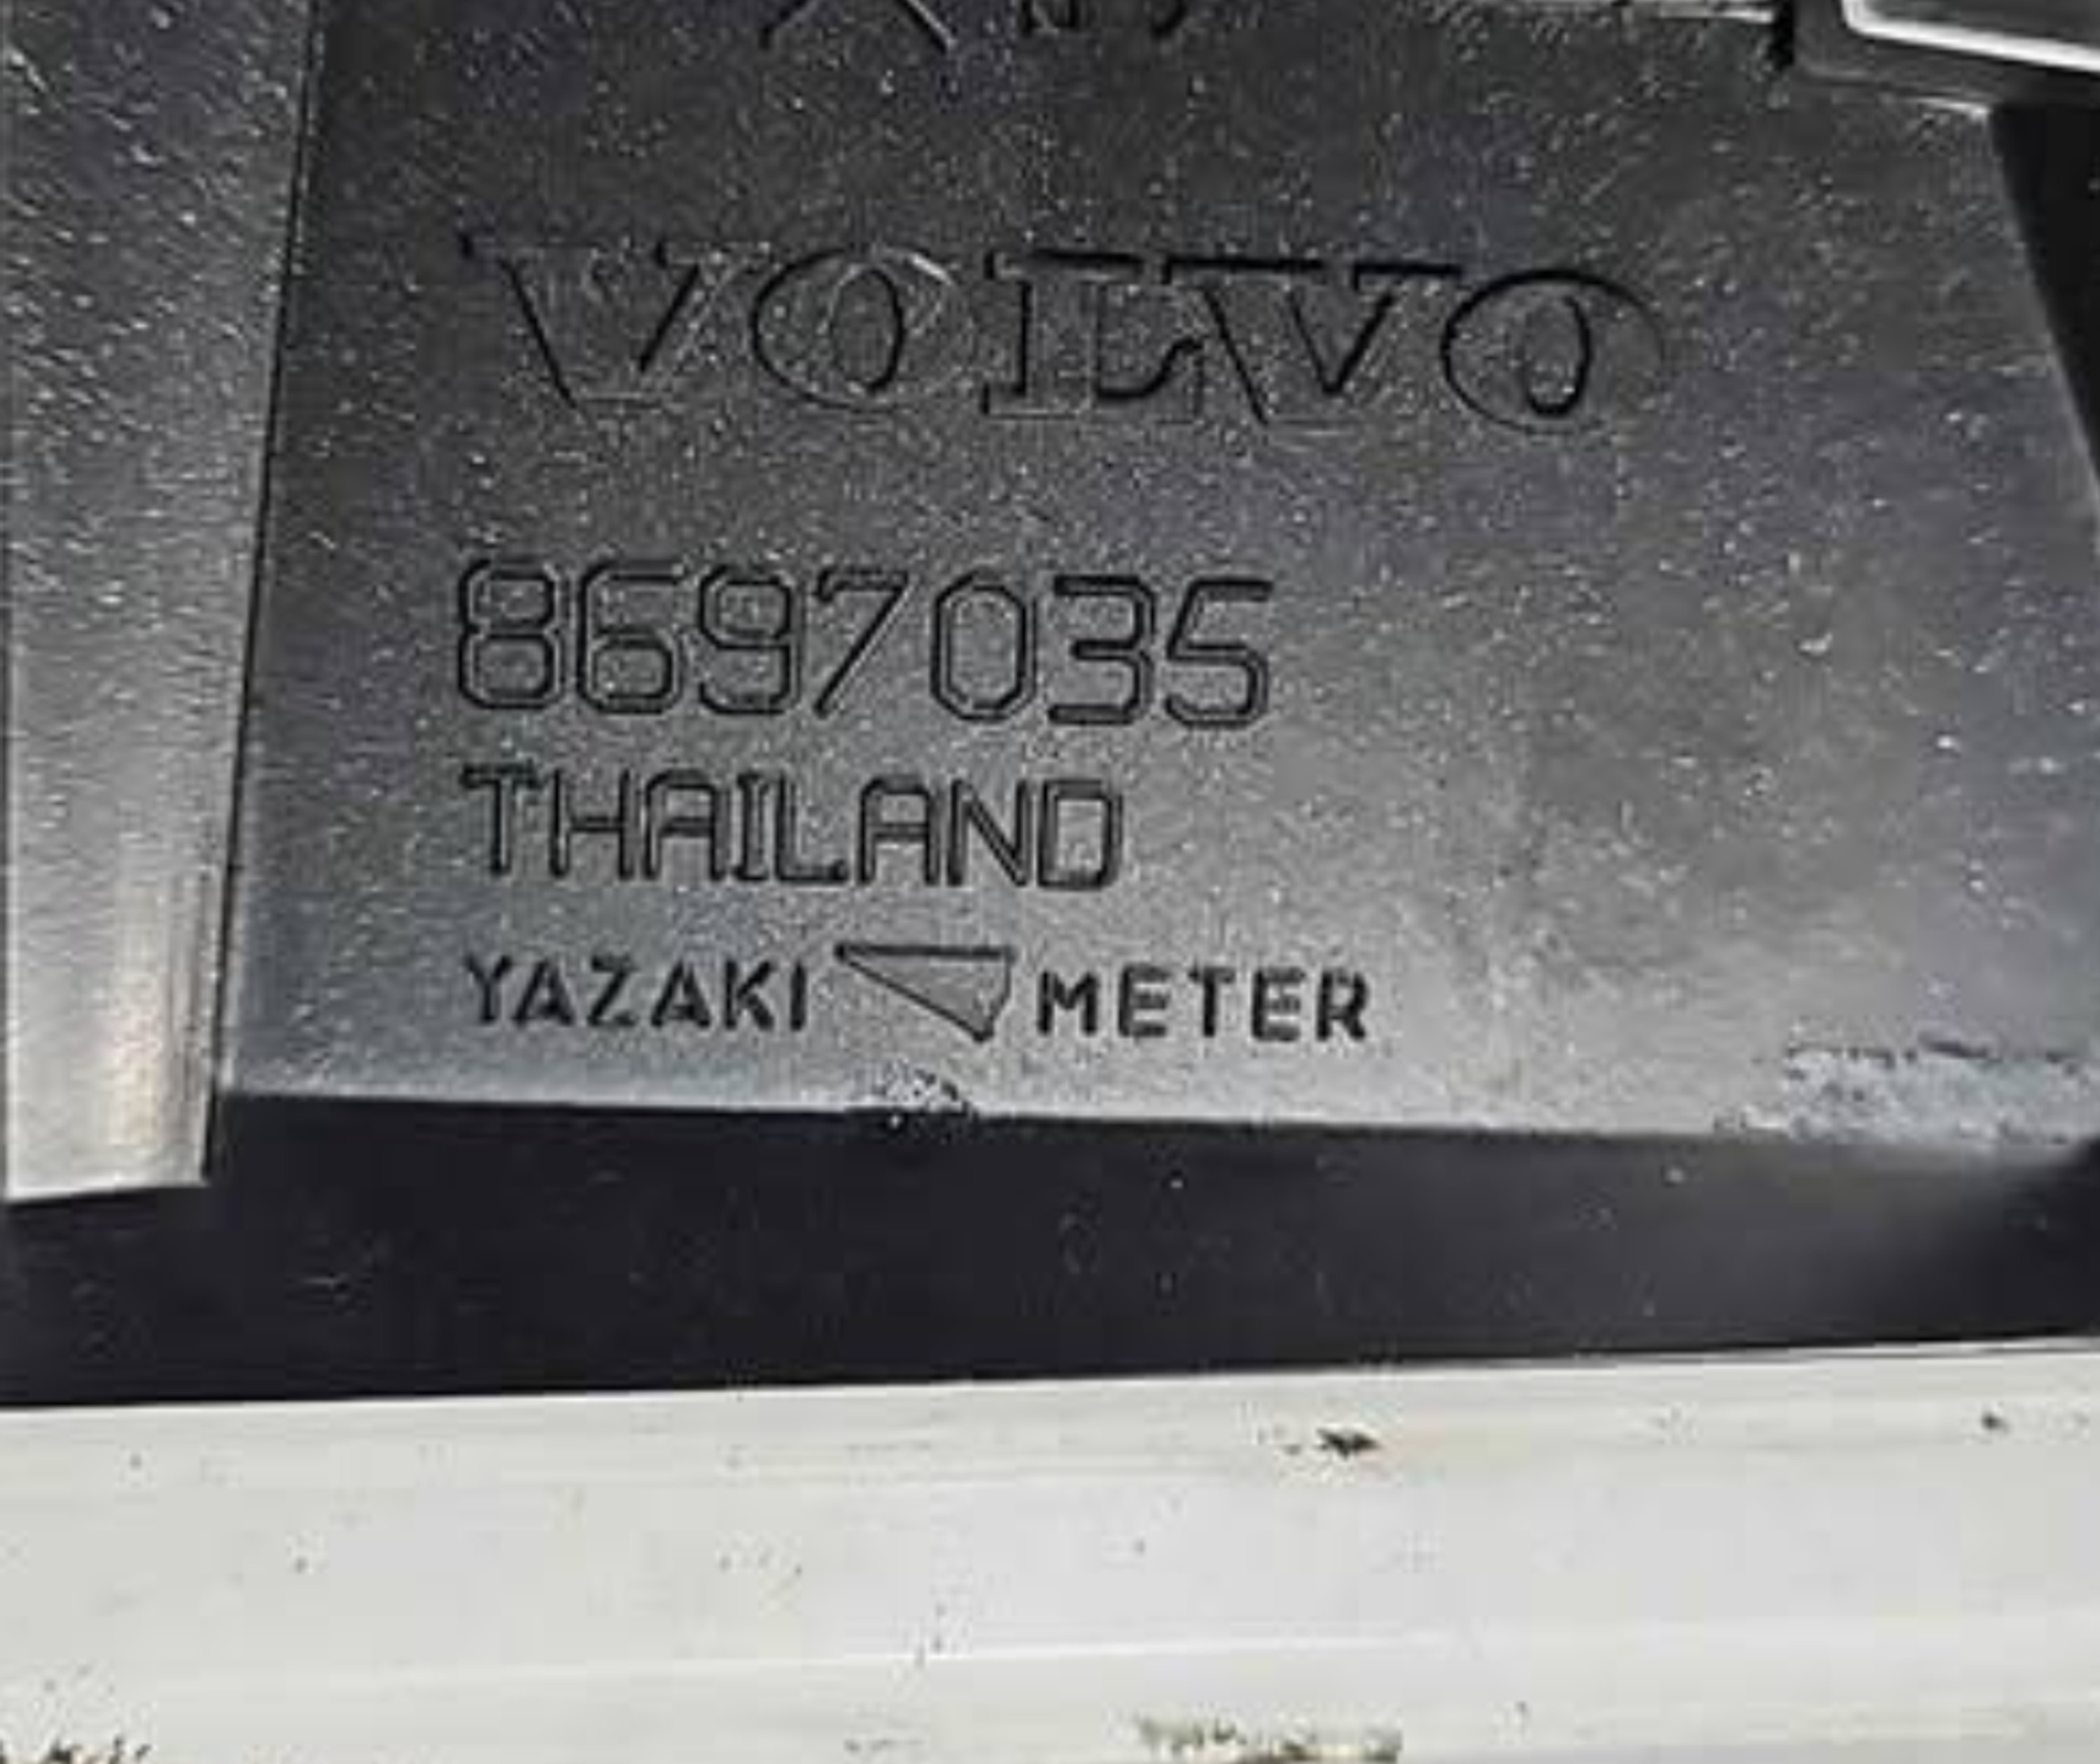 VOLVO
8697035
THAILAND
YAZAKI METER